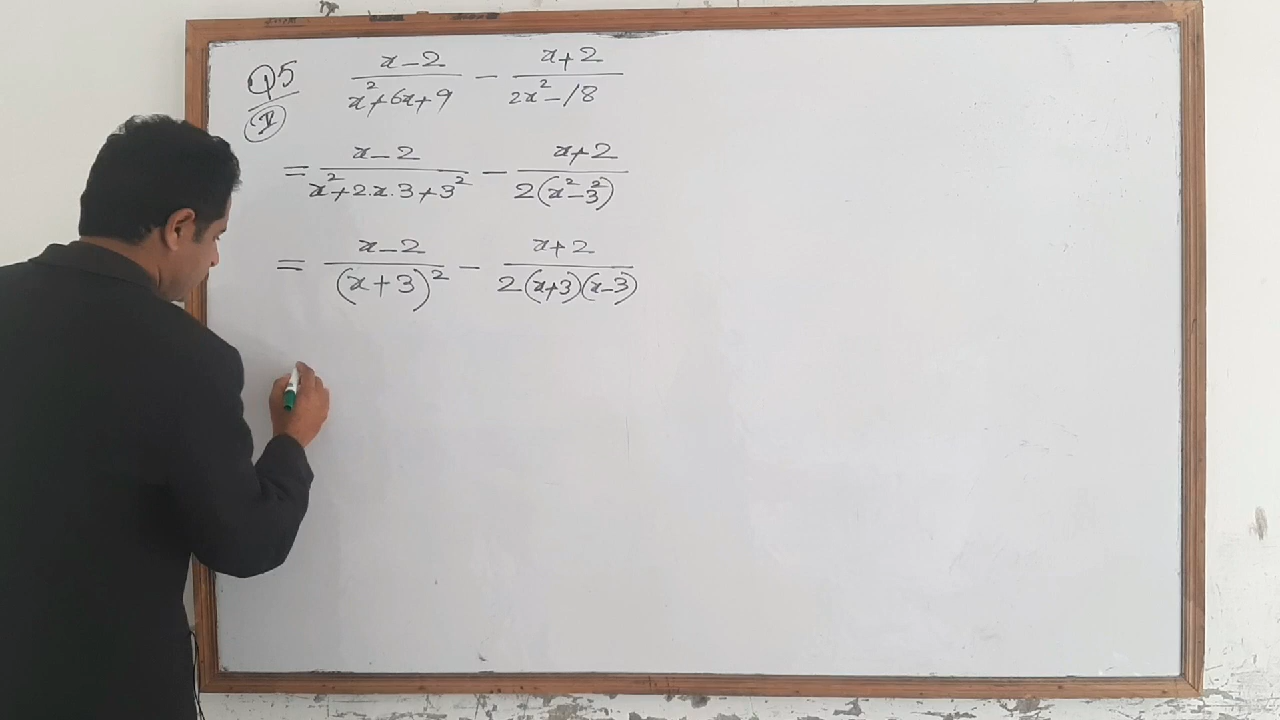 Q5 (x-2)/(x²+6x+9) - (x+2)/(2x²-18)
II
= (x-2)/(x²+2.x.3+3²) - (x+2)/(2(x²-3²))
= (x-2)/((x+3)²) - (x+2)/(2(x+3)(x-3))